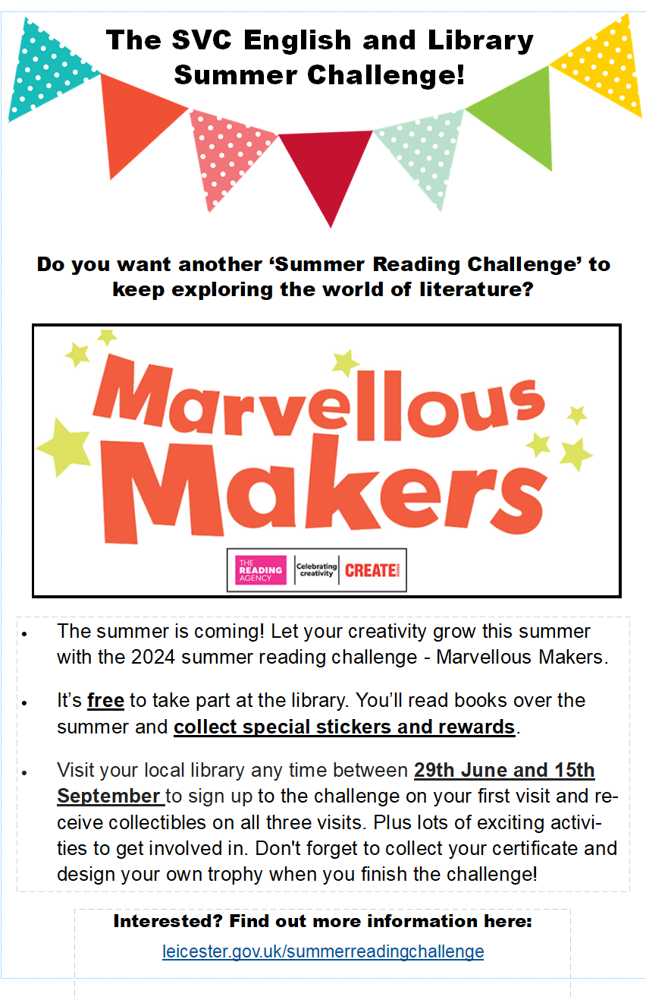 The SVC English and Library
Summer Challenge!
Do you want another ‘Summer Reading Challenge’ to
keep exploring the world of literature?
Marvellous
Makers
THE
READING
AGENCY
Celebrating
creativity
CREATE
• The summer is coming! Let your creativity grow this summer
with the 2024 summer reading challenge - Marvellous Makers.
• It’s free to take part at the library. You’ll read books over the
summer and collect special stickers and rewards.
• Visit your local library any time between 29th June and 15th
September to sign up to the challenge on your first visit and re-
ceive collectibles on all three visits. Plus lots of exciting activi-
ties to get involved in. Don't forget to collect your certificate and
design your own trophy when you finish the challenge!
Interested? Find out more information here:
leicester.gov.uk/summerreadingchallenge